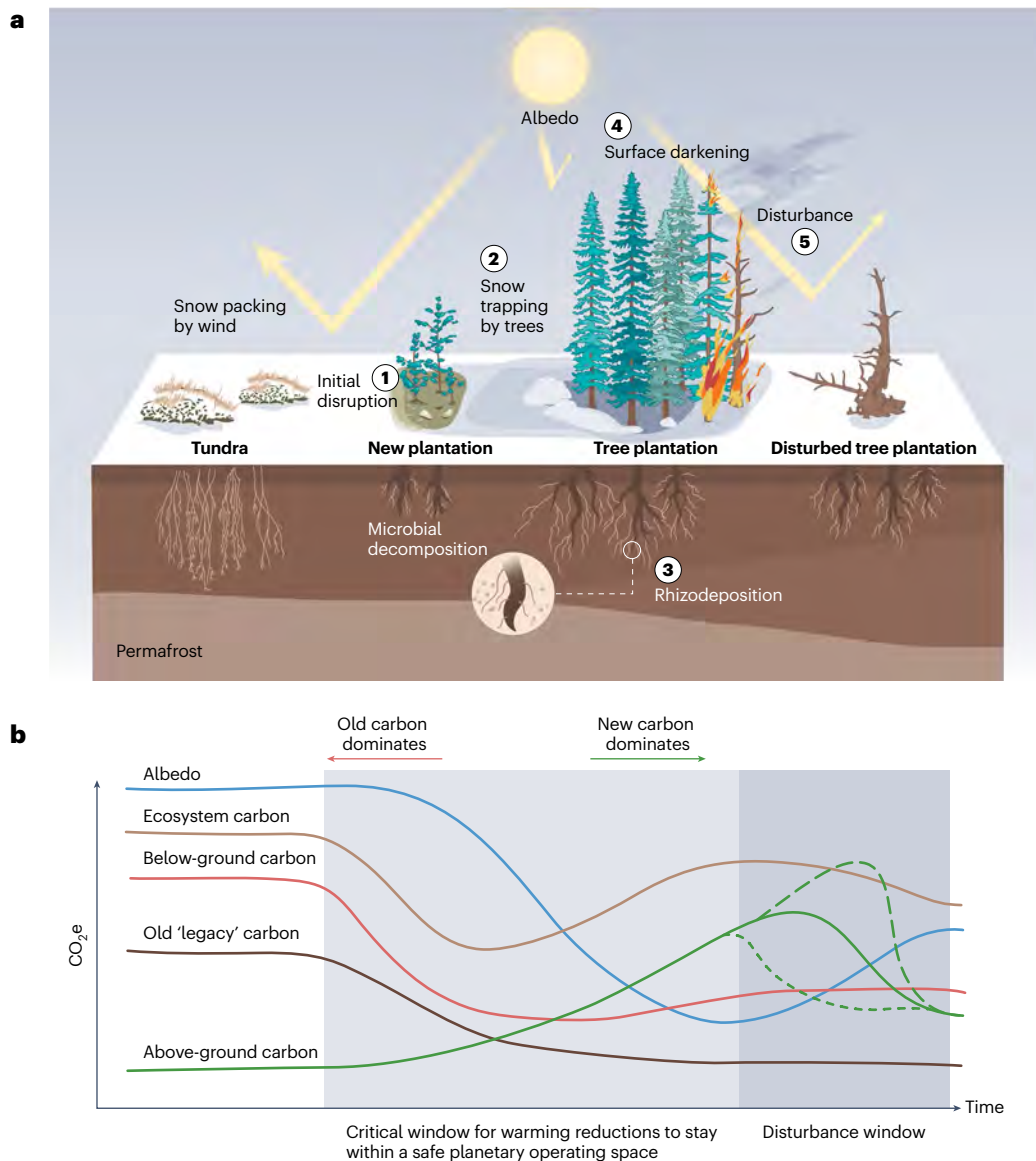 a
Albedo
4
Surface darkening
Disturbance
5
2
Snow
trapping
by trees
Snow packing
by wind
1
Initial
disruption
Tundra
New plantation
Tree plantation
Disturbed tree plantation
Microbial
decomposition
3
Rhizodeposition
Permafrost
b
Old carbon
dominates
New carbon
dominates
Albedo
Ecosystem carbon
Below-ground carbon
Old ‘legacy’ carbon
Above-ground carbon
CO2e
Time
Critical window for warming reductions to stay
within a safe planetary operating space
Disturbance window